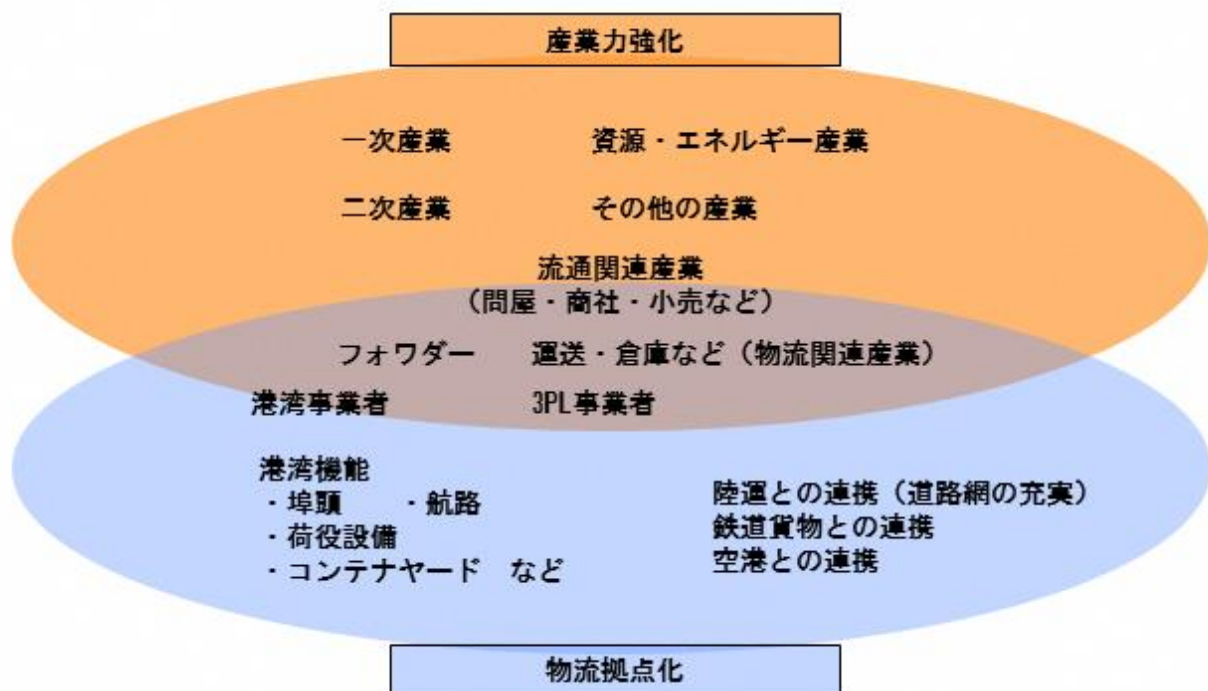 産業力強化
一次産業　資源・エネルギー産業
二次産業　その他の産業
流通関連産業
（問屋・商社・小売など）
フォワダー　運送・倉庫など（物流関連産業）
港湾事業者　3PL事業者
港湾機能
・埠頭　・航路
・荷役設備
・コンテナヤード　など
陸運との連携（道路網の充実）
鉄道貨物との連携
空港との連携
物流拠点化